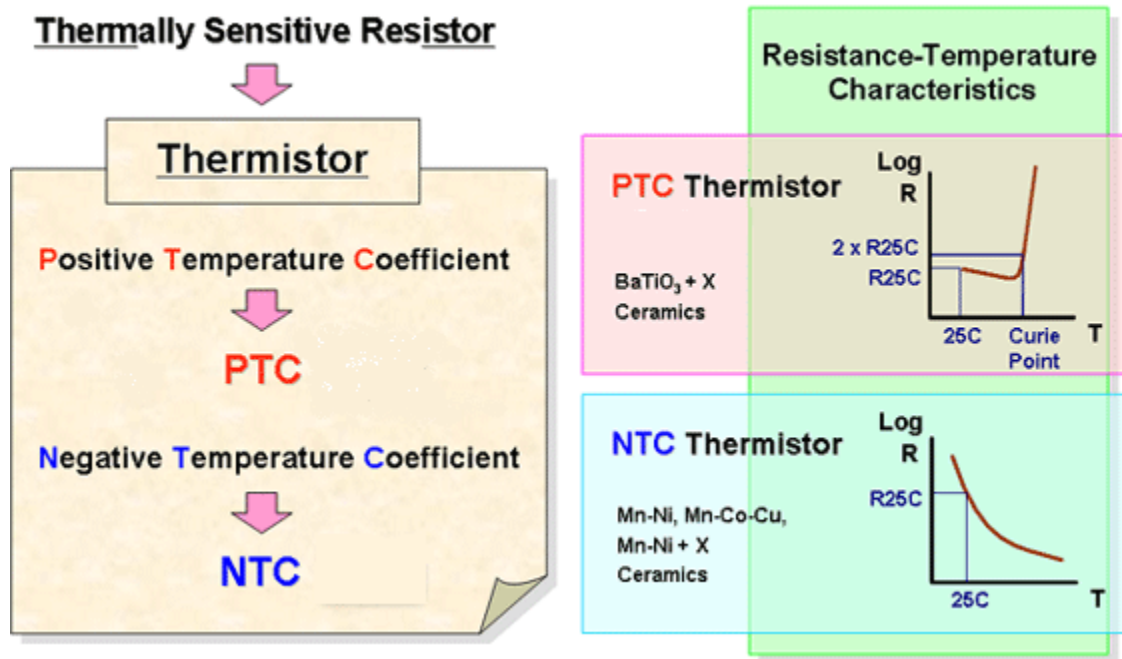 Thermally Sensitive Resistor
Thermistor
Positive Temperature Coefficient
PTC
Negative Temperature Coefficient
NTC
Resistance-Temperature
Characteristics
PTC Thermistor
BaTiO₃ + X
Ceramics
Log
R
2 x R25C
R25C
25C
Curie
Point
T
NTC Thermistor
Mn-Ni, Mn-Co-Cu,
Mn-Ni + X
Ceramics
Log
R
R25C
25C
T